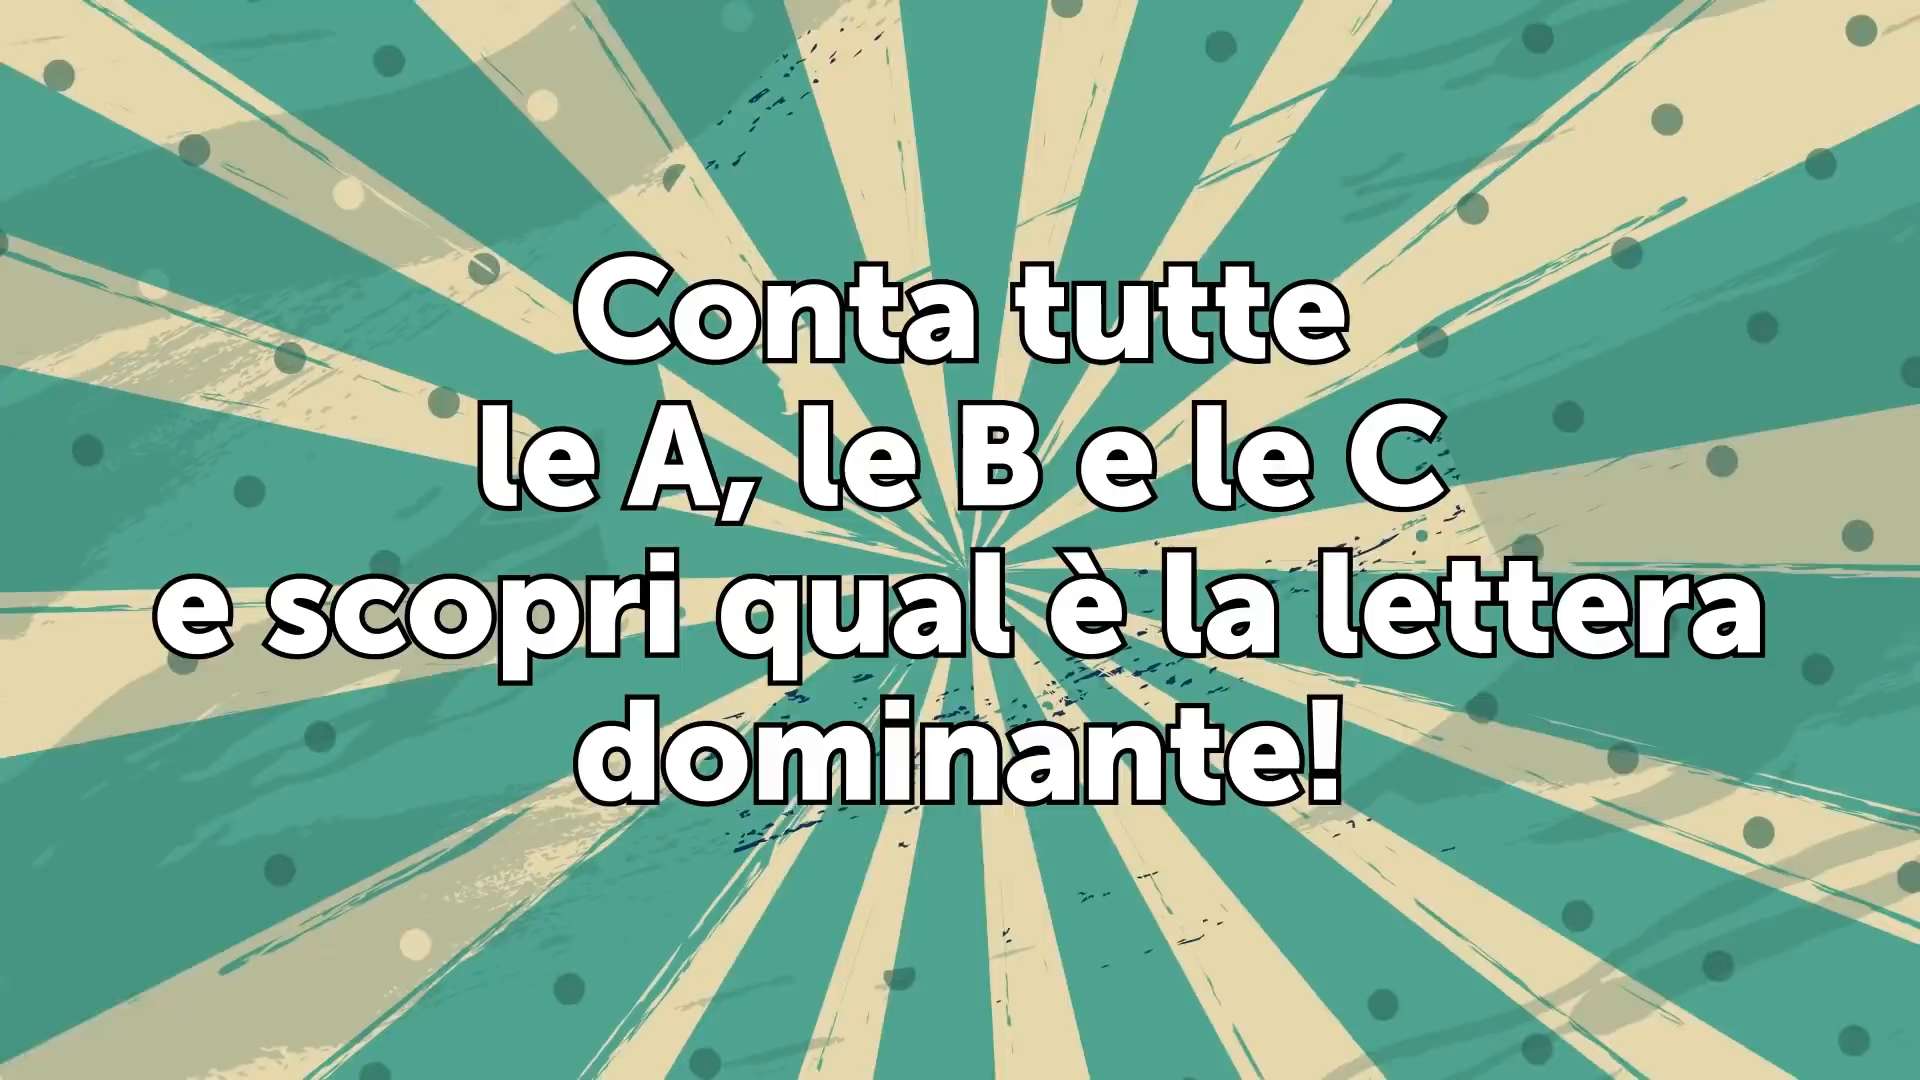 Conta tutte
le A, le B e le C
e scopri qual è la lettera
dominante!